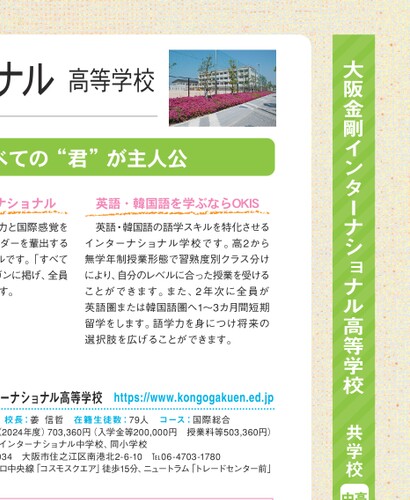 ナル 高等学校
べての“君”が主人公
ナショナル
力と国際感覚を
ダーを輩出する
ルです。「すべて
ガンに掲げ、全員
す。
英語・韓国語を学ぶならOKIS
英語・韓国語の語学スキルを特化させる
インターナショナル学校です。高2から
無学年制授業形態で習熟度別クラス分け
により、自分のレベルに合った授業を受ける
ことができます。また、2年次に全員が
英語圏または韓国語圏へ1〜3カ月間短期
留学をします。語学力を身につけ将来の
選択肢を広げることができます。
ーナショナル高等学校 https://www.kongogakuen.ed.jp
校長：姜 信哲 在籍生徒数：79人 コース：国際総合
(2024年度) 703,360円（入学金等200,000円 授業料等503,360円）
インターナショナル中学校、同小学校
034 大阪市住之江区南港北2-6-10 ℡06-4703-1780
ロ中央線「コスモスクエア」徒歩15分、ニュートラム「トレードセンター前」
大阪金剛インターナショナル高等学校 共学校
高
中